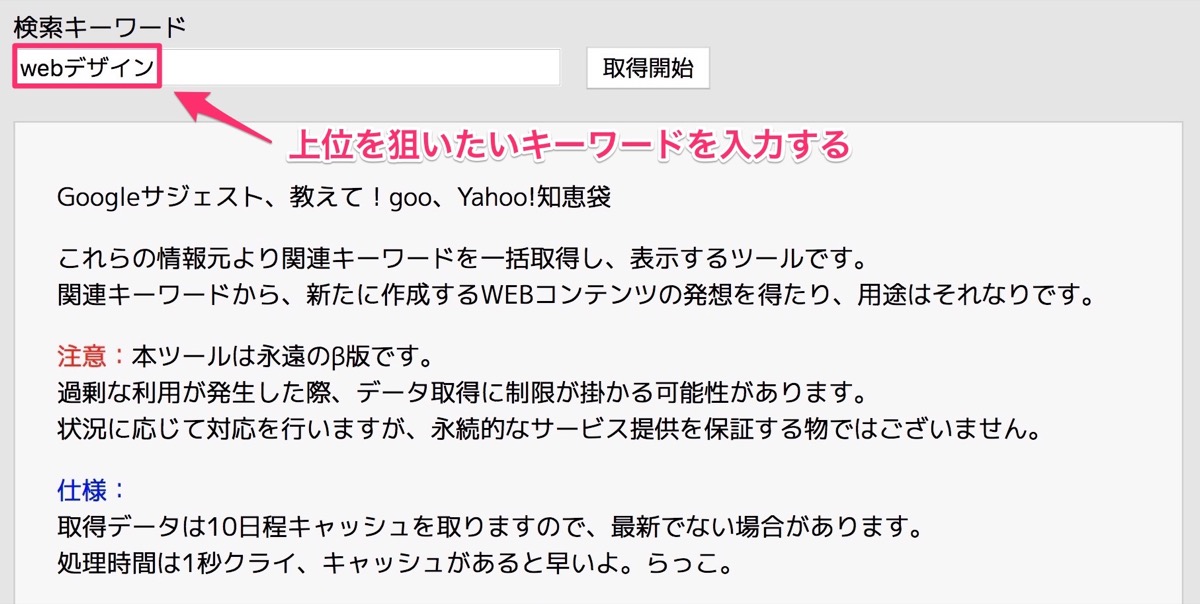 検索キーワード
webデザイン
取得開始
上位を狙いたいキーワードを入力する
Googleサジェスト、教えて！goo、Yahoo!知恵袋
これらの情報元より関連キーワードを一括取得し、表示するツールです。
関連キーワードから、新たに作成するWEBコンテンツの発想を得たり、用途はそれなりです。
注意：本ツールは永遠のβ版です。
過剰な利用が発生した際、データ取得に制限が掛かる可能性があります。
状況に応じて対応を行いますが、永続的なサービス提供を保証する物ではございません。
仕様：
取得データは10日程キャッシュを取りますので、最新でない場合があります。
処理時間は1秒クライ、キャッシュがあると早いよ。らっこ。